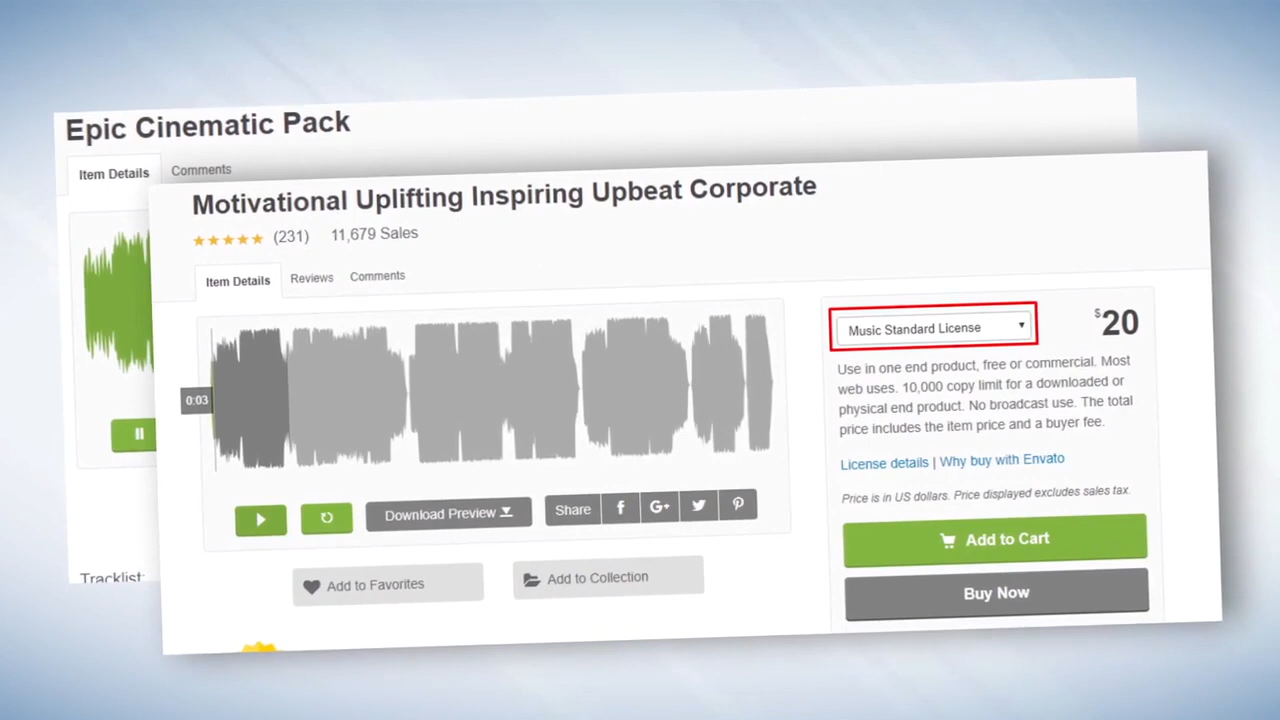 Epic Cinematic Pack
Item Details
Comments
Motivational Uplifting Inspiring Upbeat Corporate
(231) 11,679 Sales
Item Details Reviews Comments
0:03
Music Standard License
$20
Use in one end product, free or commercial. Most
web uses. 10,000 copy limit for a downloaded or
physical end product. No broadcast use. The total
price includes the item price and a buyer fee.
License details | Why buy with Envato
Price is in US dollars. Price displayed excludes sales tax.
Download Preview
Share
f
G+
Add to Cart
Buy Now
Add to Favorites
Add to Collection
Tracklist: